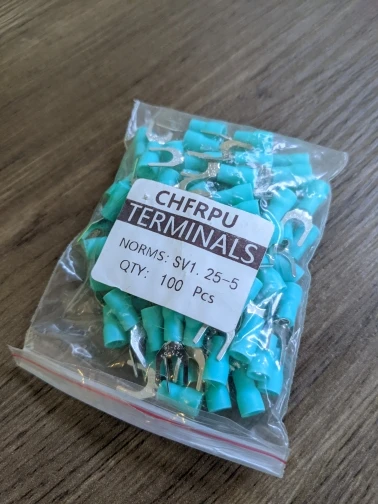 CHFRPU
TERMINALS
NORMS: SV1. 25-5
QTY: 100 Pcs